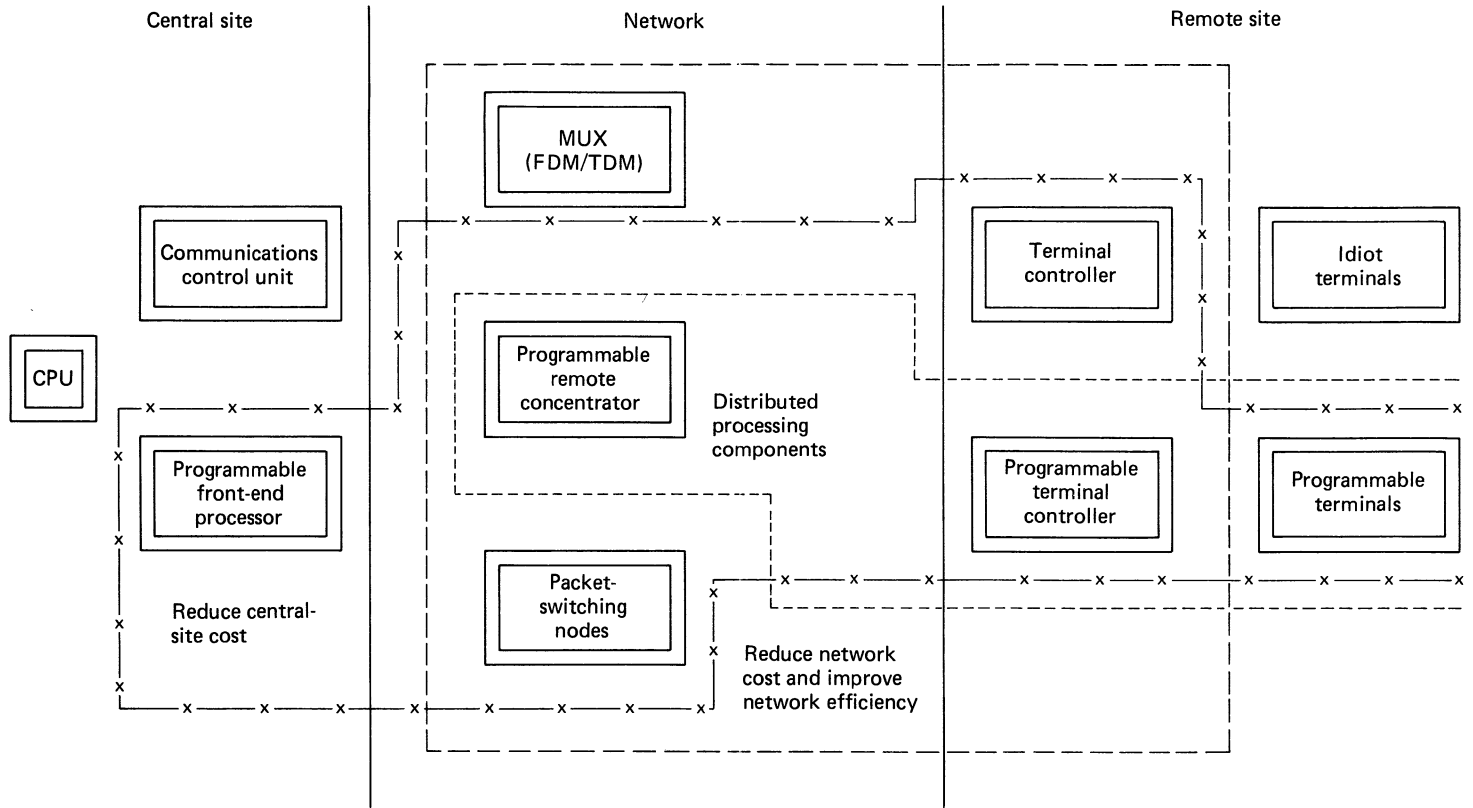 Central site
Network
Remote site
MUX
(FDM/TDM)
Communications
control unit
Terminal
controller
Idiot
terminals
CPU
Programmable
remote
concentrator
Distributed
processing
components
Programmable
front-end
processor
Programmable
terminal
controller
Programmable
terminals
Reduce central-
site cost
Packet-
switching
nodes
Reduce network
cost and improve
network efficiency